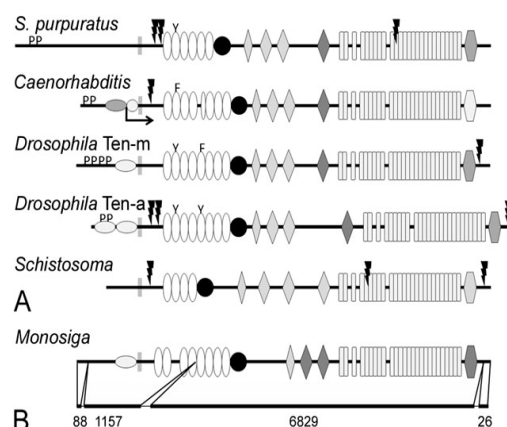 S. purpuratus
Y
PP
Caenorhabditis
F
PP
Drosophila Ten-m
Y F
PPPP
Drosophila Ten-a
Y Y
PP
Schistosoma
A
Monosiga
B
88 1157 6829 26